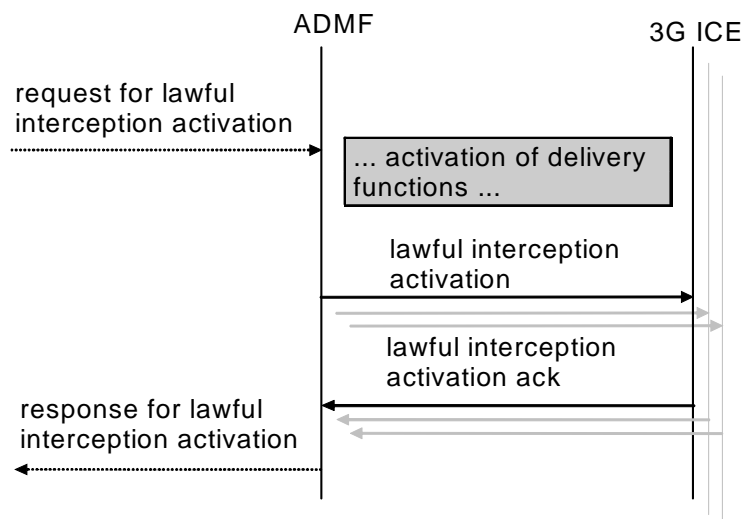 ADMF
3G ICE
request for lawful
interception activation
... activation of delivery
functions ...
lawful interception
activation
lawful interception
activation ack
response for lawful
interception activation